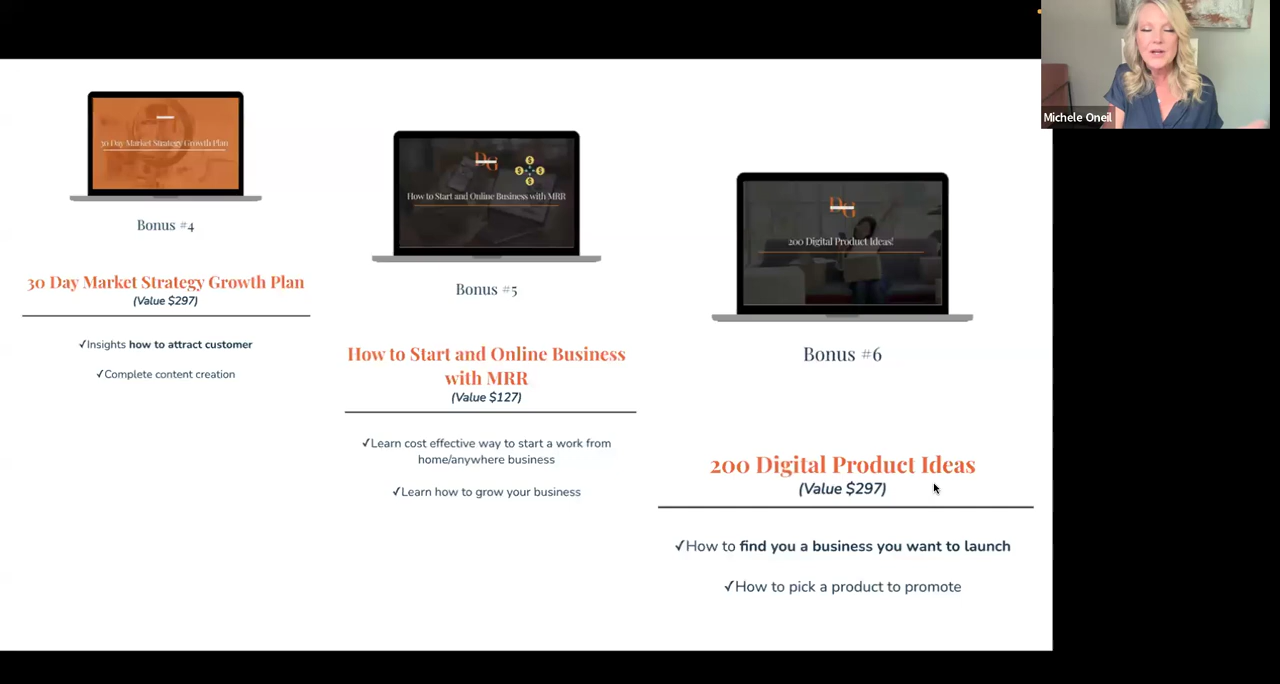 Michele Oneil
30 Day Market Strategy Growth Plan
Bonus #4
30 Day Market Strategy Growth Plan
(Value $297)
✓Insights how to attract customer
✓Complete content creation
DG
How to Start and Online Business with MRR
Bonus #5
How to Start and Online Business
with MRR
(Value $127)
✓Learn cost effective way to start a work from
home/anywhere business
✓Learn how to grow your business
DG
200 Digital Product Ideas!
Bonus #6
200 Digital Product Ideas
(Value $297)
✓How to find you a business you want to launch
✓How to pick a product to promote